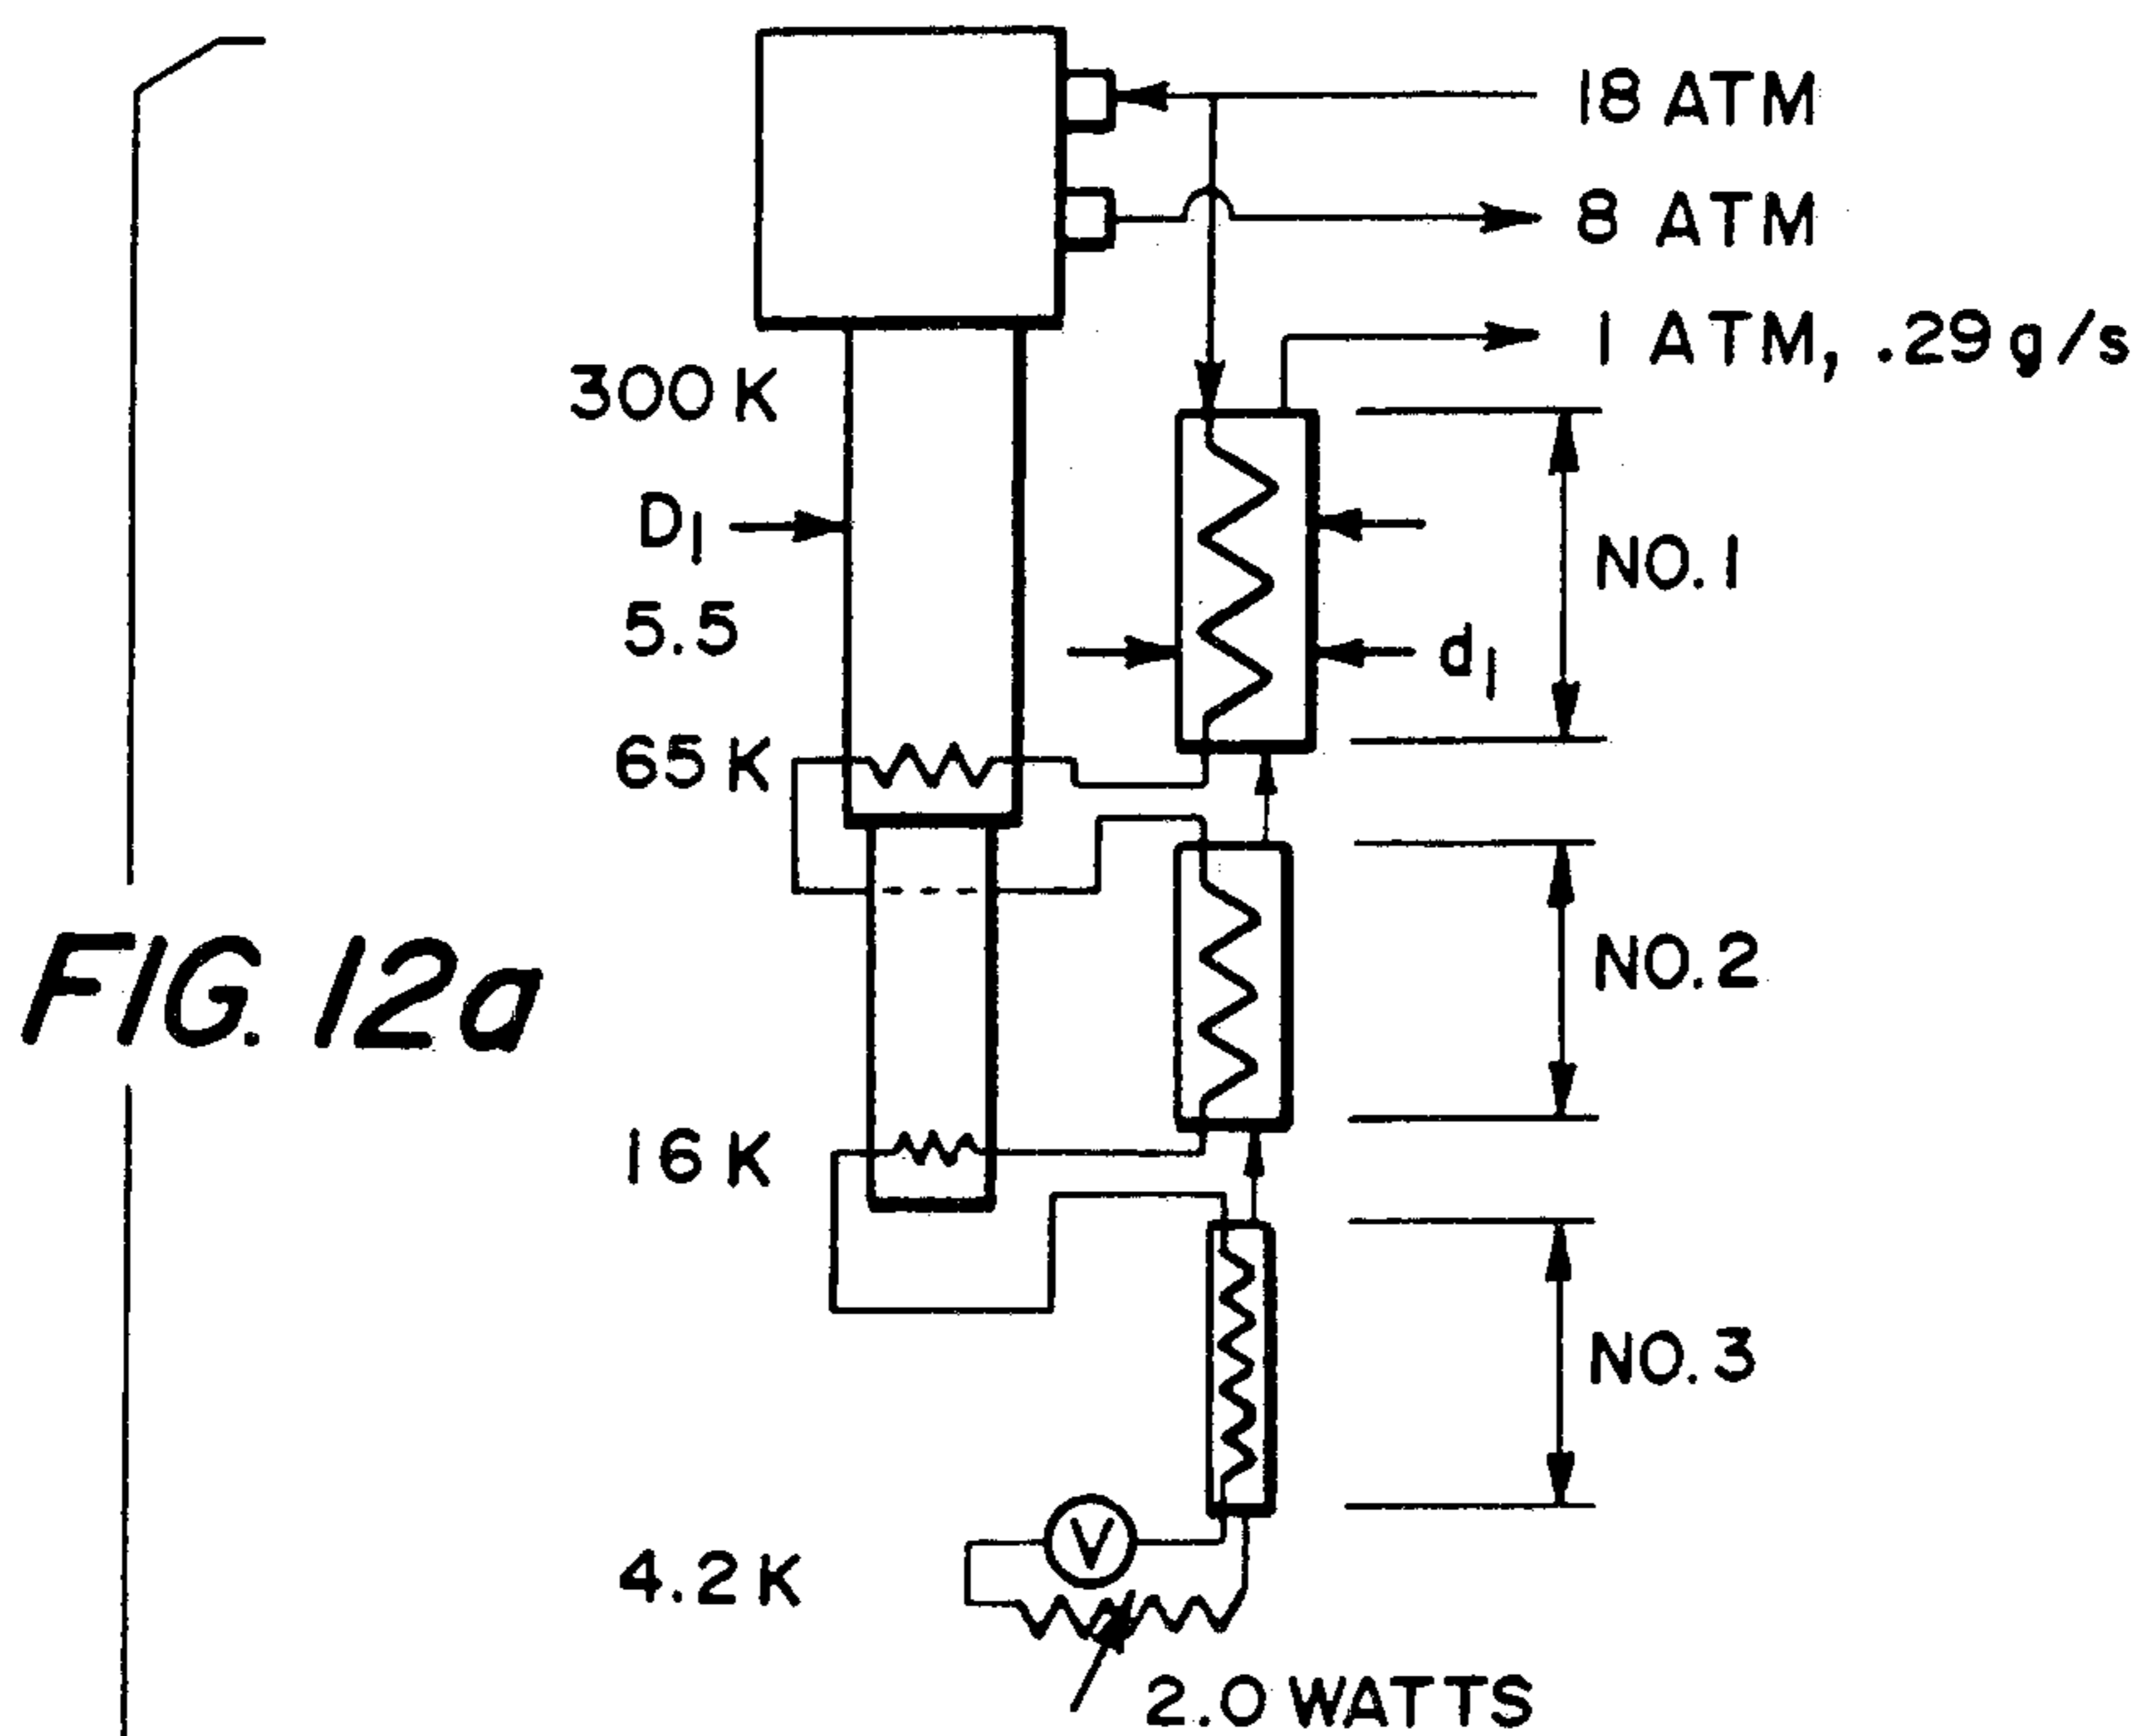 18 ATM
8 ATM
1 ATM, .29 g/s
300 K
D1
5.5
NO. 1
d1
65 K
FIG. 12a
NO. 2
16 K
NO. 3
V
4.2 K
2.0 WATTS